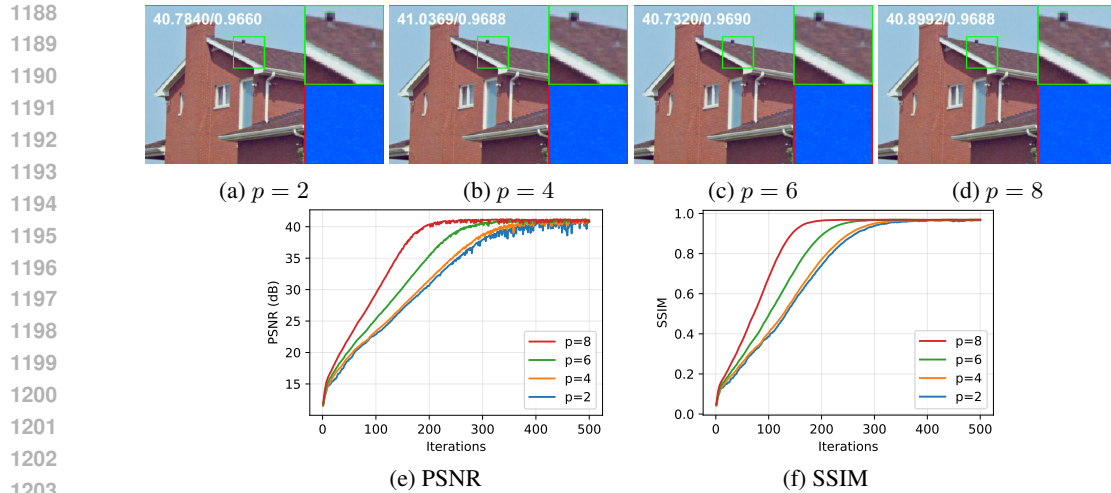 1188
1189
1190
1191
1192
1193
1194
1195
1196
1197
1198
1199
1200
1201
1202
1203
40.7840/0.9660
41.0369/0.9688
40.7320/0.9690
40.8992/0.9688
(a) p = 2
(b) p = 4
(c) p = 6
(d) p = 8
PSNR (dB)
40
35
30
25
20
15
p=8
p=6
p=4
p=2
0 100 200 300 400 500
Iterations
(e) PSNR
SSIM
1.0
0.8
0.6
0.4
0.2
0.0
p=8
p=6
p=4
p=2
0 100 200 300 400 500
Iterations
(f) SSIM